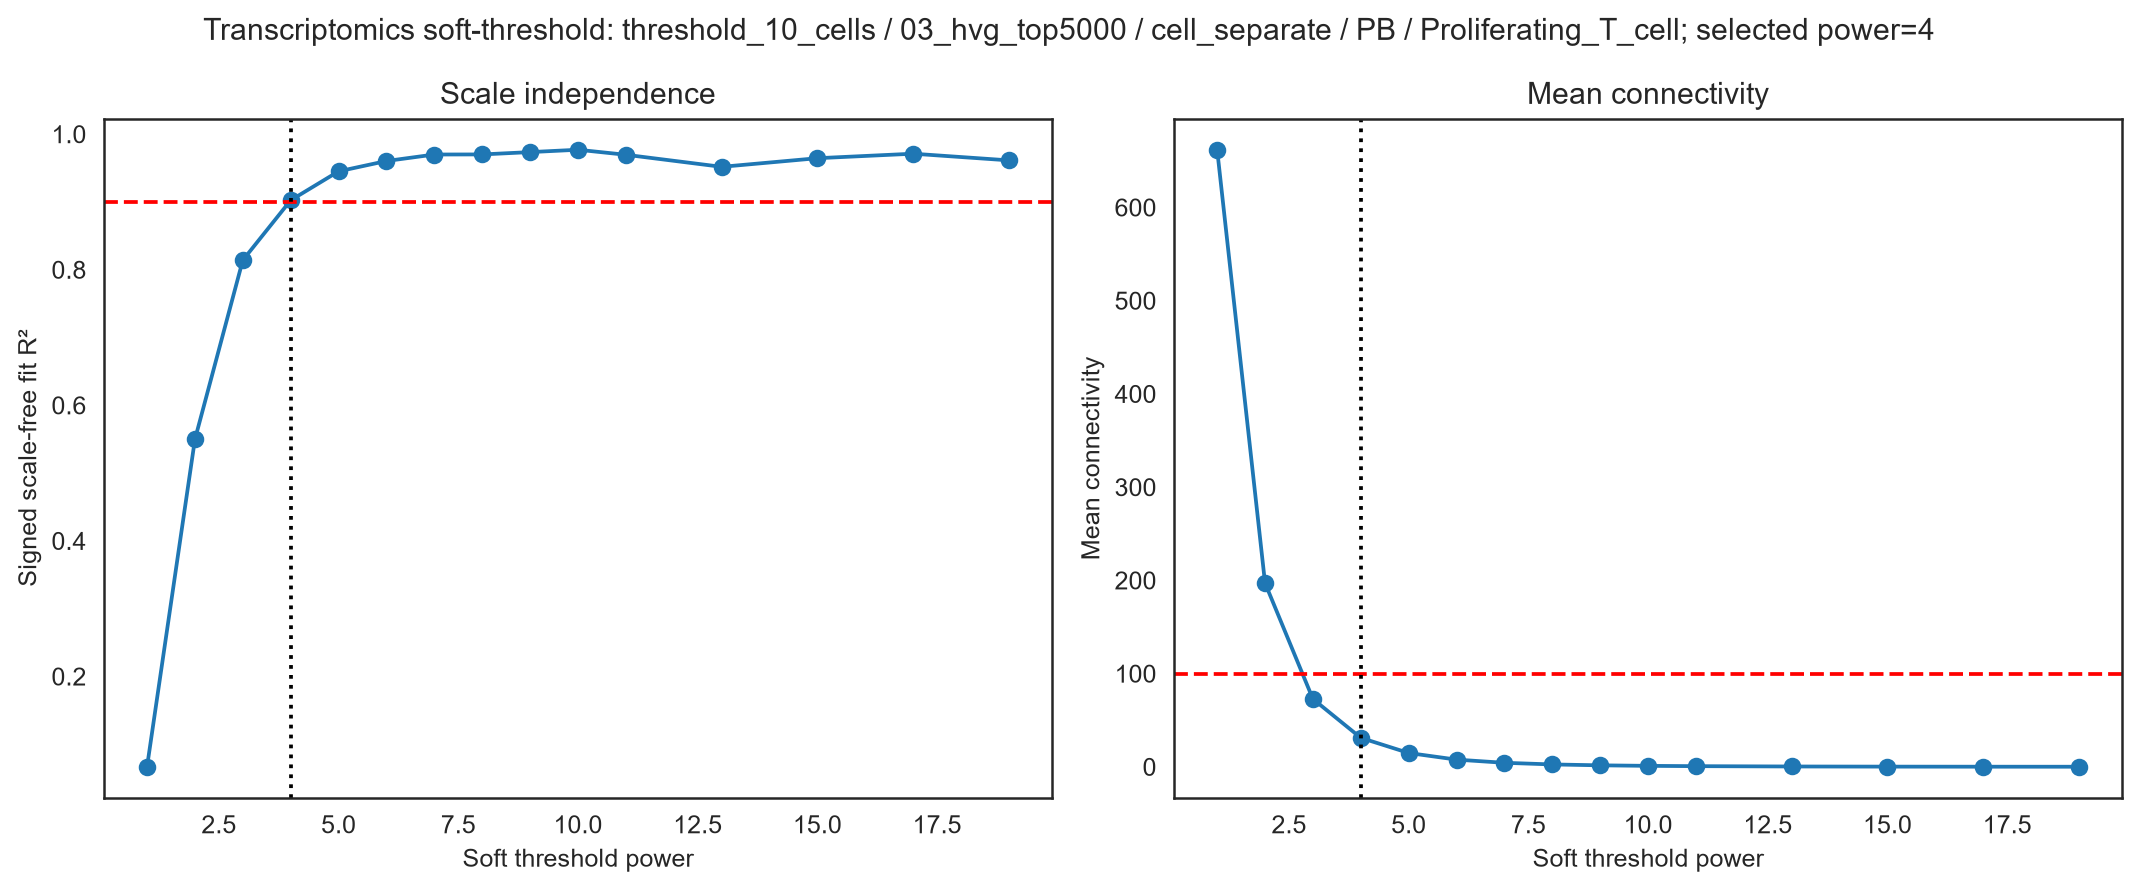 Transcriptomics soft-threshold: threshold_10_cells / 03_hvg_top5000 / cell_separate / PB / Proliferating_T_cell; selected power=4
Scale independence
Signed scale-free fit R²
1.0
0.8
0.6
0.4
0.2
2.5 5.0 7.5 10.0 12.5 15.0 17.5
Soft threshold power
Mean connectivity
Mean connectivity
600
500
400
300
200
100
0
2.5 5.0 7.5 10.0 12.5 15.0 17.5
Soft threshold power